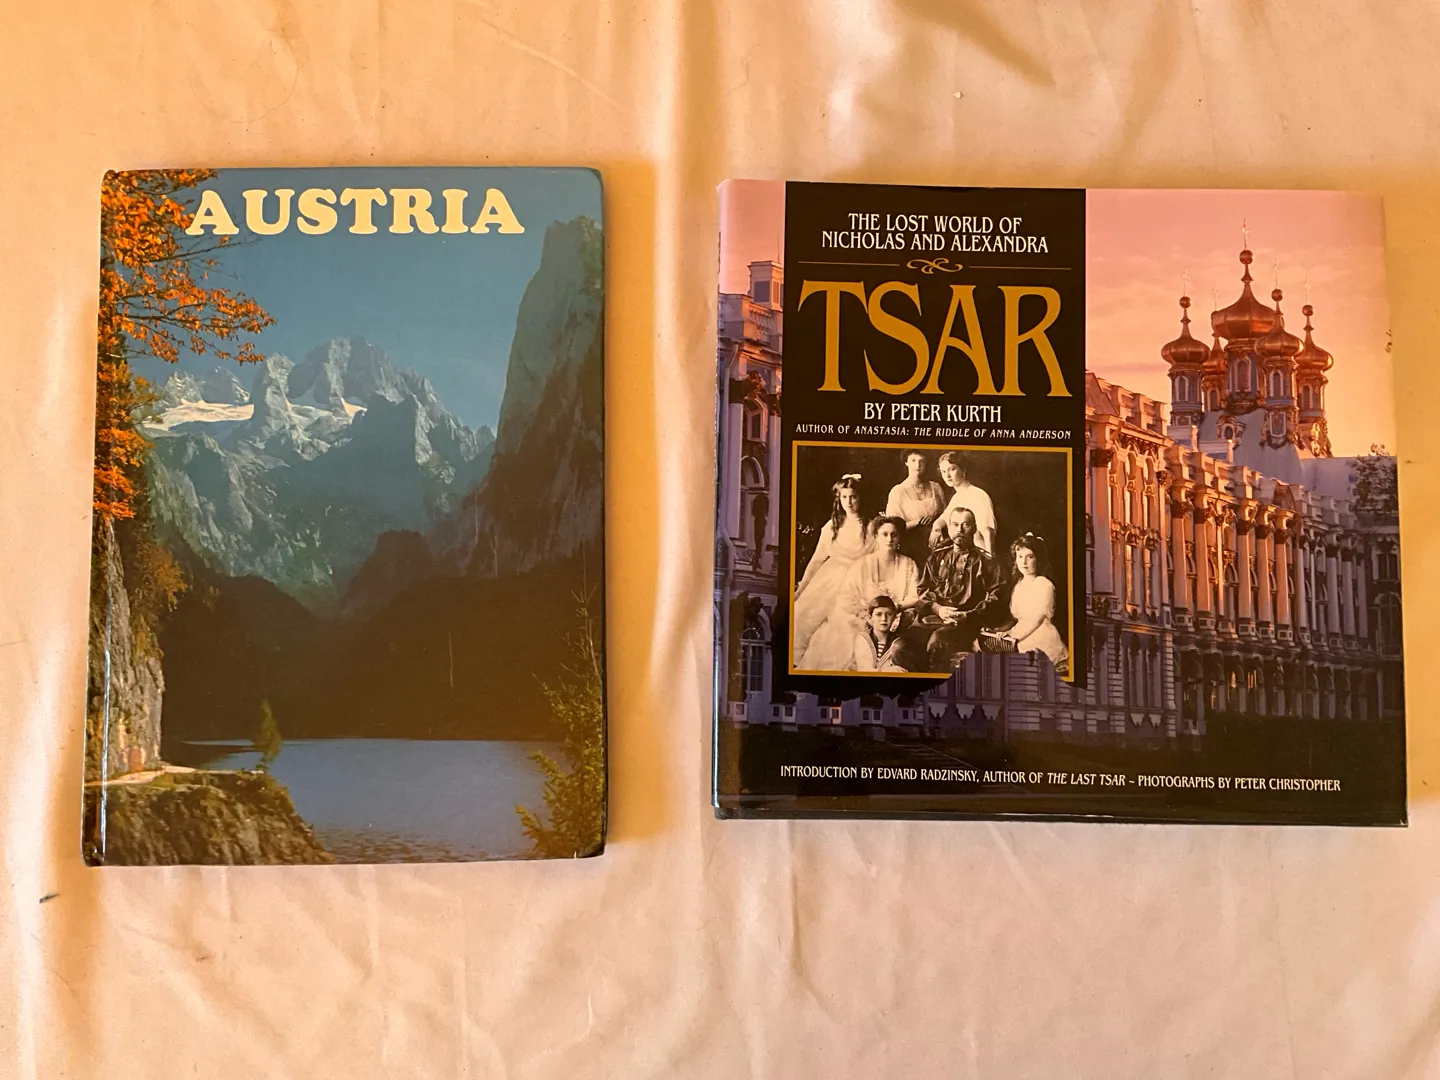 AUSTRIA
THE LOST WORLD OF
NICHOLAS AND ALEXANDRA
TSAR
BY PETER KURTH
AUTHOR OF ANASTASIA: THE RIDDLE OF ANNA ANDERSON
INTRODUCTION BY EDVARD RADZINSKY, AUTHOR OF THE LAST TSAR ~ PHOTOGRAPHS BY PETER CHRISTOPHER